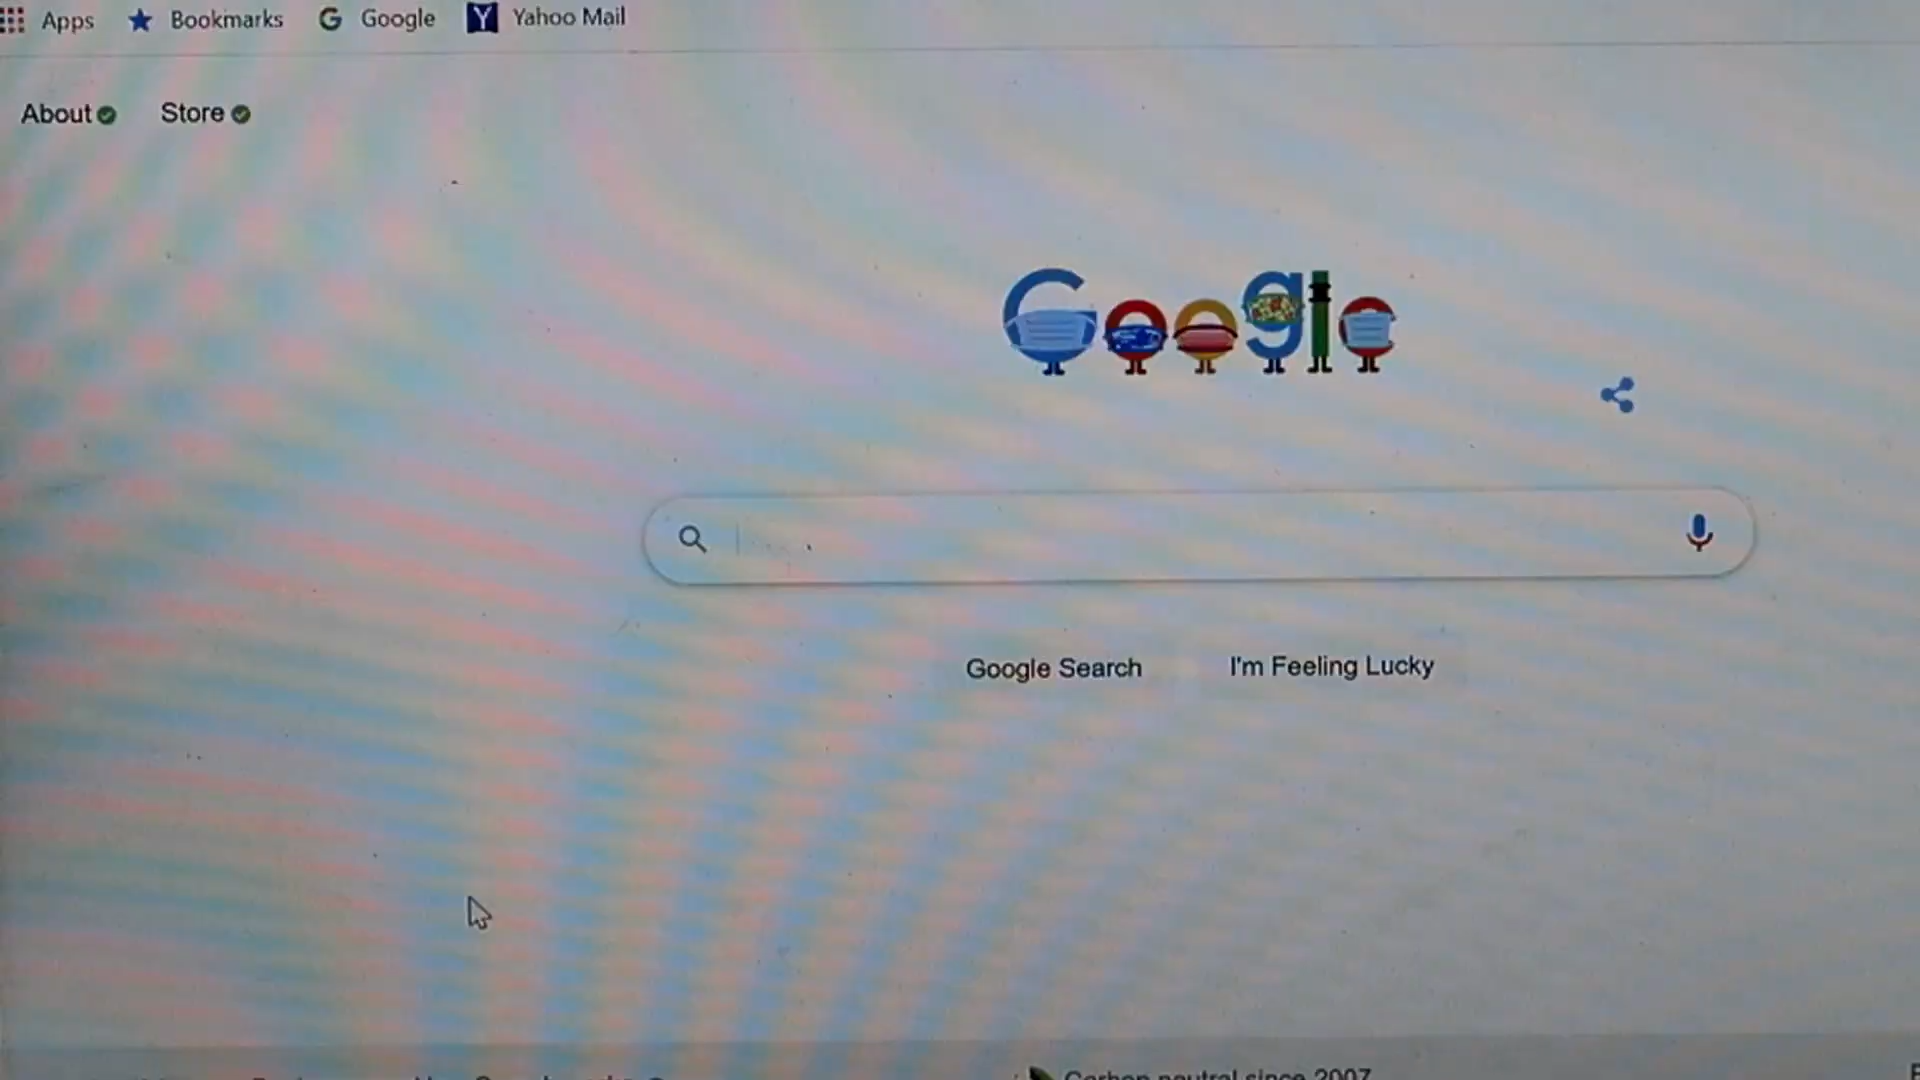 Apps Bookmarks Google Yahoo Mail
About Store
Google
Google Search I'm Feeling Lucky
Carbon neutral since 2007